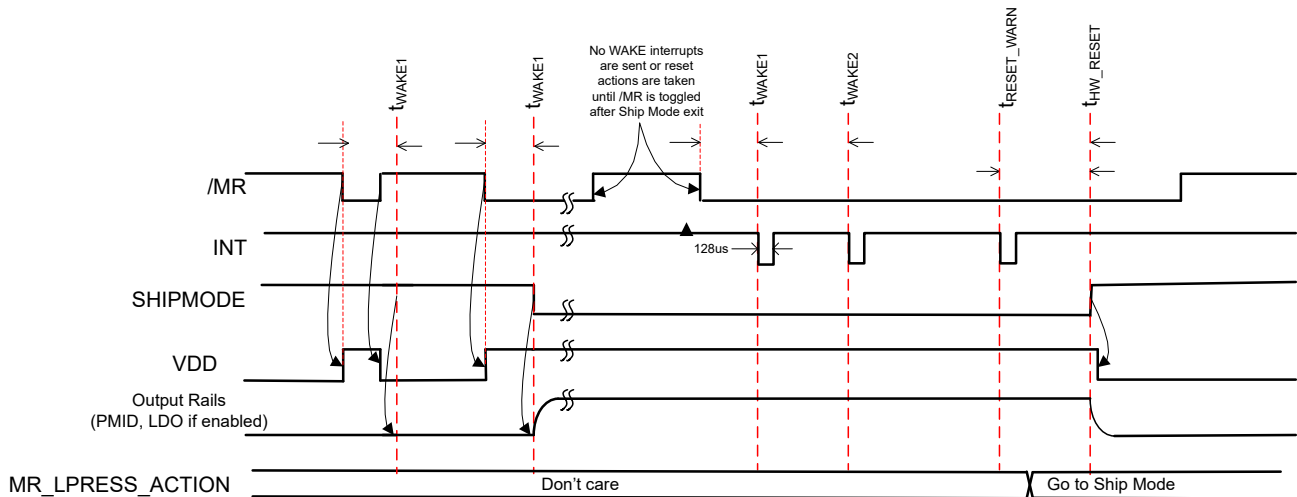 No WAKE interrupts
are sent or reset
actions are taken
until /MR is toggled
after Ship Mode exit
tWAKE1
tWAKE1
tWAKE1
tWAKE2
tRESET_WARN
tHW_RESET
/MR
INT
128us
SHIPMODE
VDD
Output Rails
(PMID, LDO if enabled)
MR_LPRESS_ACTION
Don't care
Go to Ship Mode